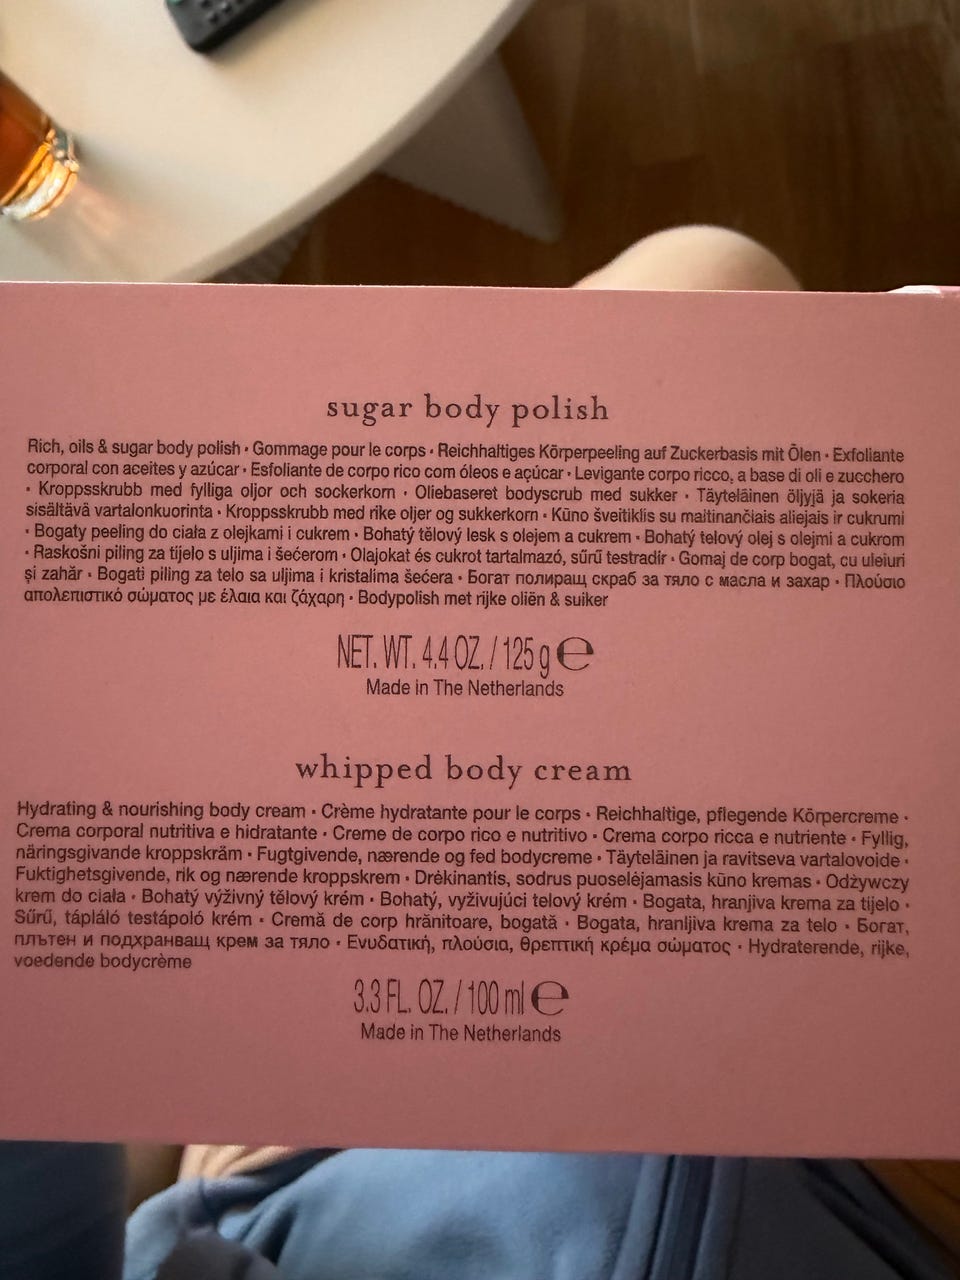 sugar body polish
Rich, oils & sugar body polish • Gommage pour le corps • Reichhaltiges Körperpeeling auf Zuckerbasis mit Ölen • Exfoliante
corporal con aceites y azúcar • Esfoliante de corpo rico com óleos e açúcar • Levigante corpo ricco, a base di oli e zucchero
• Kroppsskrubb med fylliga oljor och sockerkorn • Oliebaseret bodyscrub med sukker • Täyteläinen öljyjä ja sokeria
sisältävä vartalonkuorinta • Kroppsskrubb med rike oljer og sukkerkorn • Kūno šveitiklis su maitinančiais aliejais ir cukrumi
• Bogaty peeling do ciała z olejkami i cukrem • Bohatý tělový lesk s olejem a cukrem • Bohatý telový olej s olejmi a cukrom
• Raskošni piling za tijelo s uljima i šećerom • Olajokat és cukrot tartalmazó, sűrű testradír • Gomaj de corp bogat, cu uleiuri
și zahăr • Bogati piling za telo sa uljima i kristalima šećera • Богат полиращ скраб за тяло с масла и захар • Πλούσιο
απολεπιστικό σώματος με έλαια και ζάχαρη • Bodypolish met rijke oliën & suiker
NET. WT. 4.4 OZ. / 125 g ℮
Made in The Netherlands
whipped body cream
Hydrating & nourishing body cream • Crème hydratante pour le corps • Reichhaltige, pflegende Körpercreme •
Crema corporal nutritiva e hidratante • Creme de corpo rico e nutritivo • Crema corpo ricca e nutriente • Fyllig,
näringsgivande kroppskräm • Fugtgivende, nærende og fed bodycreme • Täyteläinen ja ravitseva vartalovoide •
Fuktighetsgivende, rik og nærende kroppskrem • Drėkinantis, sodrus puoselėjamasis kūno kremas • Odżywczy
krem do ciała • Bohatý výživný tělový krém • Bohatý, vyživujúci telový krém • Bogata, hranjiva krema za tijelo •
Sűrű, tápláló testápoló krém • Cremă de corp hrănitoare, bogată • Bogata, hranljiva krema za telo • Богат,
плътен и подхранващ крем за тяло • Ενυδατική, πλούσια, θρεπτική κρέμα σώματος • Hydraterende, rijke,
voedende bodycrème
3.3 FL. OZ. / 100 ml ℮
Made in The Netherlands